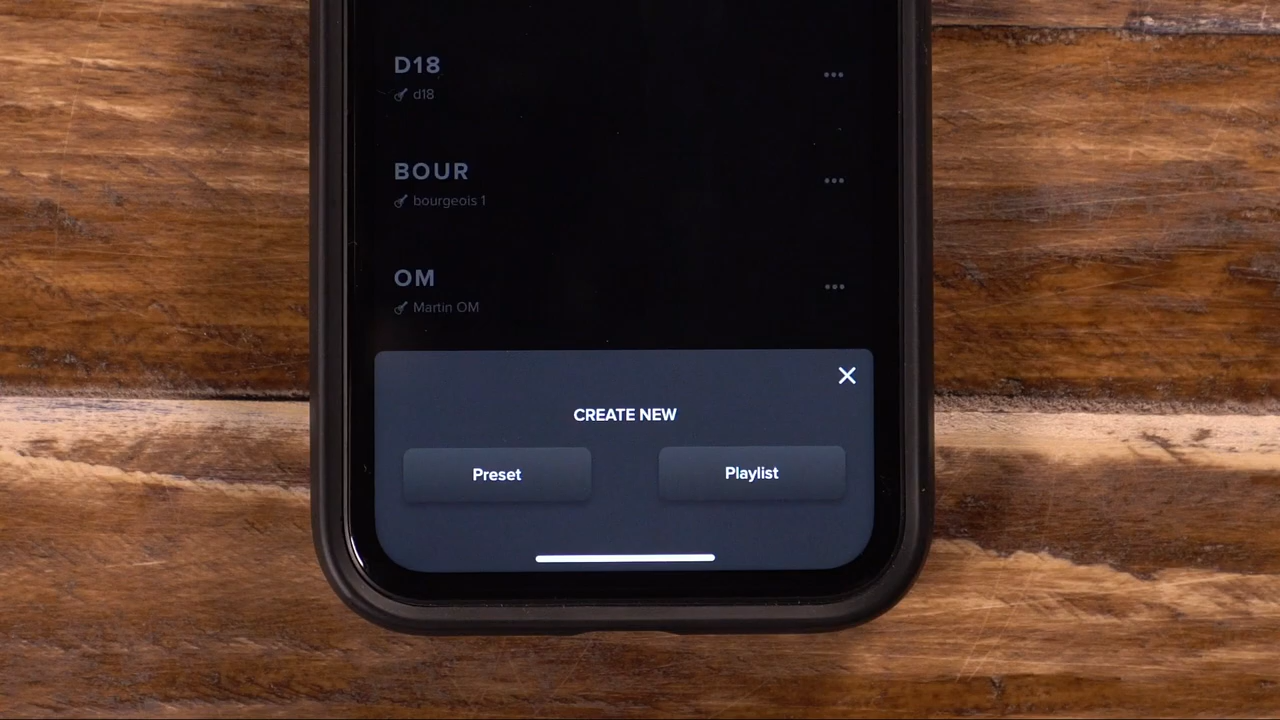 D18
d18
BOUR
bourgeois 1
OM
Martin OM
CREATE NEW
Preset
Playlist